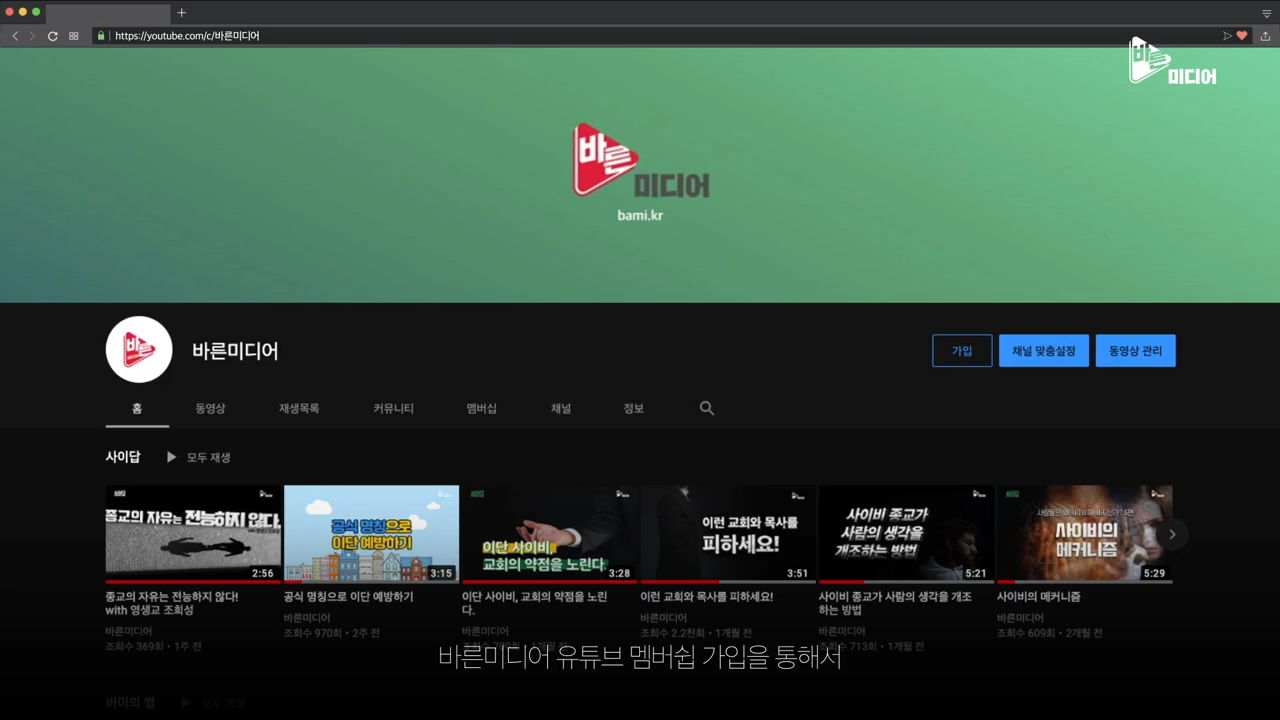 https://youtube.com/c/바른미디어
바른
미디어
바른
미디어
bami.kr
바른
바른미디어
가입
채널 맞춤설정
동영상 관리
홈
동영상
재생목록
커뮤니티
멤버십
채널
정보
사이답
모두 재생
종교의 자유는 전능하지 않다.
2:56
공식 명칭으로
이단 예방하기
3:15
이단 사이비,
교회의 약점을 노린다.
3:28
이런 교회와 목사를
피하세요!
3:51
사이비 종교가
사람의 생각을
개조하는 방법
5:21
사이비의
메커니즘
5:29
종교의 자유는 전능하지 않다!
with 영생교 조희성
바른미디어
조회수 369회 • 1주 전
공식 명칭으로 이단 예방하기
바른미디어
조회수 970회 • 2주 전
이단 사이비, 교회의 약점을 노린
다.
바른미디어
이런 교회와 목사를 피하세요!
바른미디어
조회수 2.2천회 • 1개월 전
사이비 종교가 사람의 생각을 개조
하는 방법
바른미디어
조회수 713회 • 1개월 전
사이비의 메커니즘
바른미디어
조회수 609회 • 2개월 전
바른미디어 유튜브 멤버쉽 가입을 통해서
바미의 썰
모두 재생